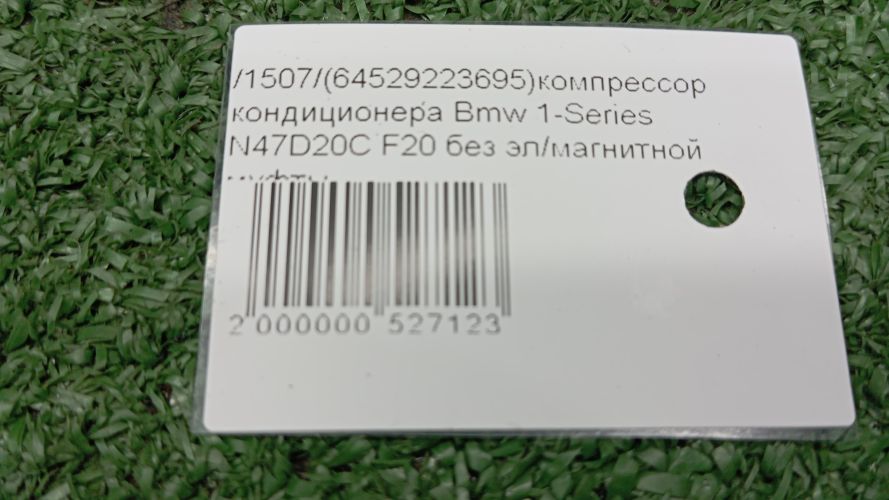 /1507/(64529223695)компрессор
кондиционера Bmw 1-Series
N47D20C F20 без эл/магнитной
2 000000 527123